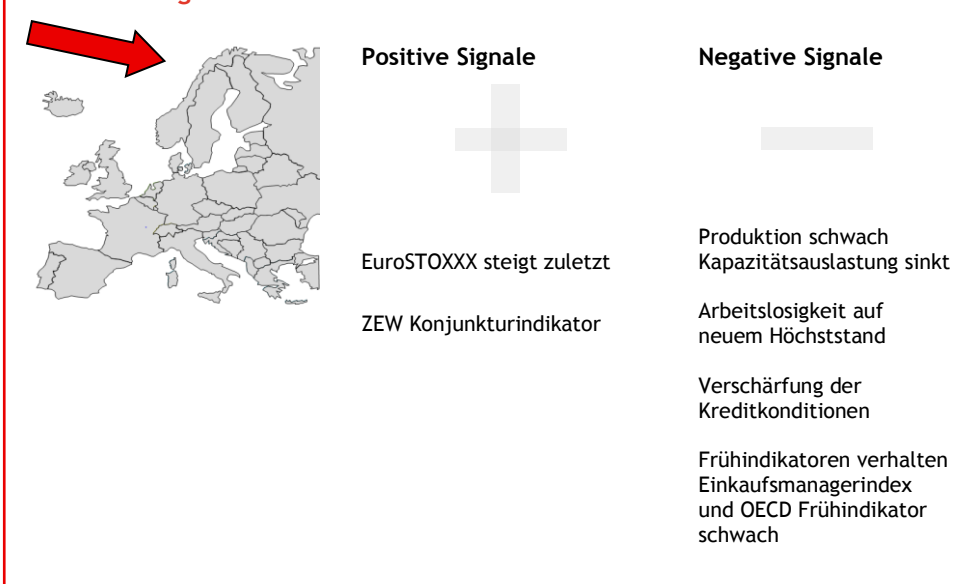 Positive Signale
Negative Signale
EuroSTOXXX steigt zuletzt
ZEW Konjunkturindikator
Produktion schwach
Kapazitätsauslastung sinkt
Arbeitslosigkeit auf
neuem Höchststand
Verschärfung der
Kreditkonditionen
Frühindikatoren verhalten
Einkaufsmanagerindex
und OECD Frühindikator
schwach